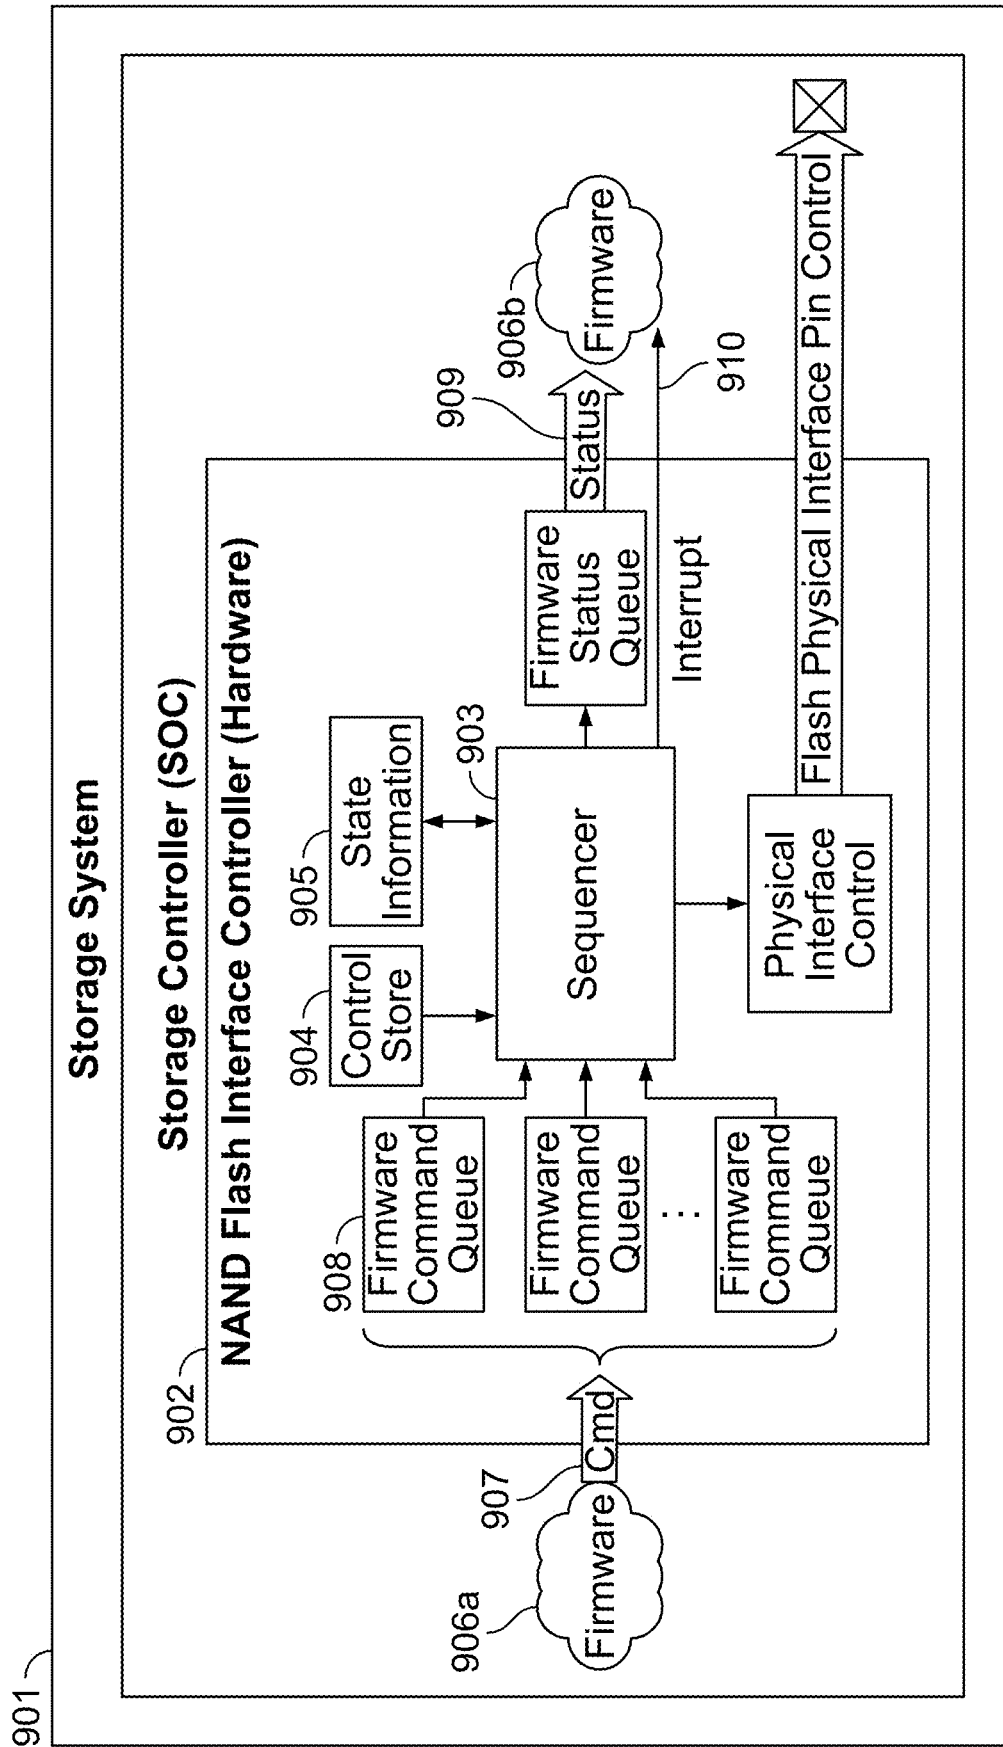 901
Storage System
Storage Controller (SOC)
902
NAND Flash Interface Controller (Hardware)
906a
Firmware
907
Cmd
908
Firmware
Command
Queue
Firmware
Command
Queue
...
Firmware
Command
Queue
904
Control
Store
905
State
Information
903
Sequencer
Physical
Interface
Control
Firmware
Status
Queue
Interrupt
909
Status
906b
Firmware
910
Flash Physical Interface Pin Control